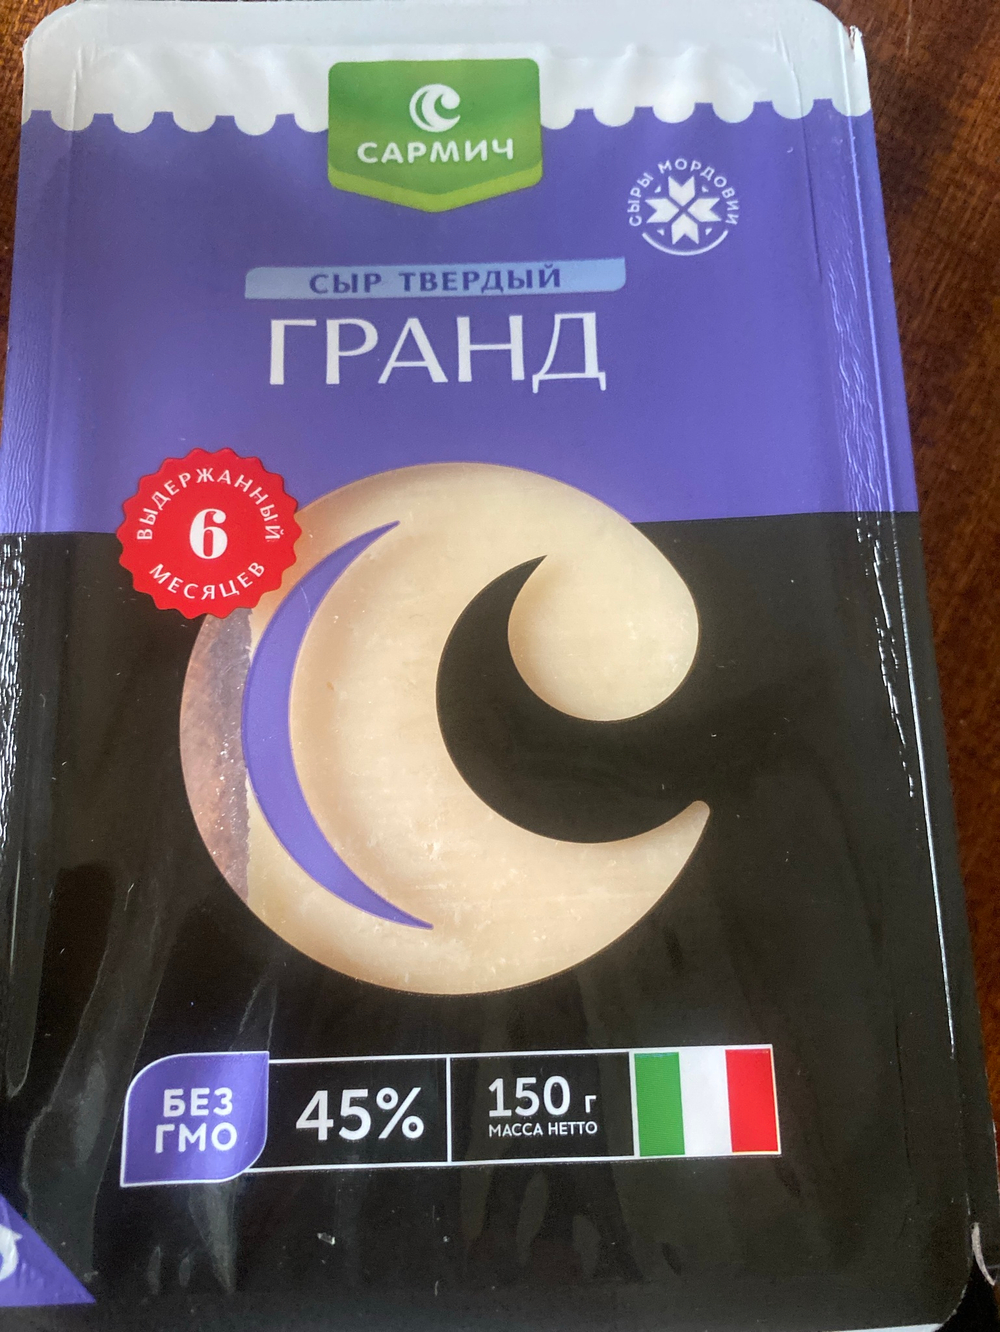 САРМИЧ
СЫРЫ МОРДОВИИ
СЫР ТВЕРДЫЙ
ГРАНД
ВЫДЕРЖАННЫЙ
6
МЕСЯЦЕВ
БЕЗ
ГМО
45%
150 г
МАССА НЕТТО